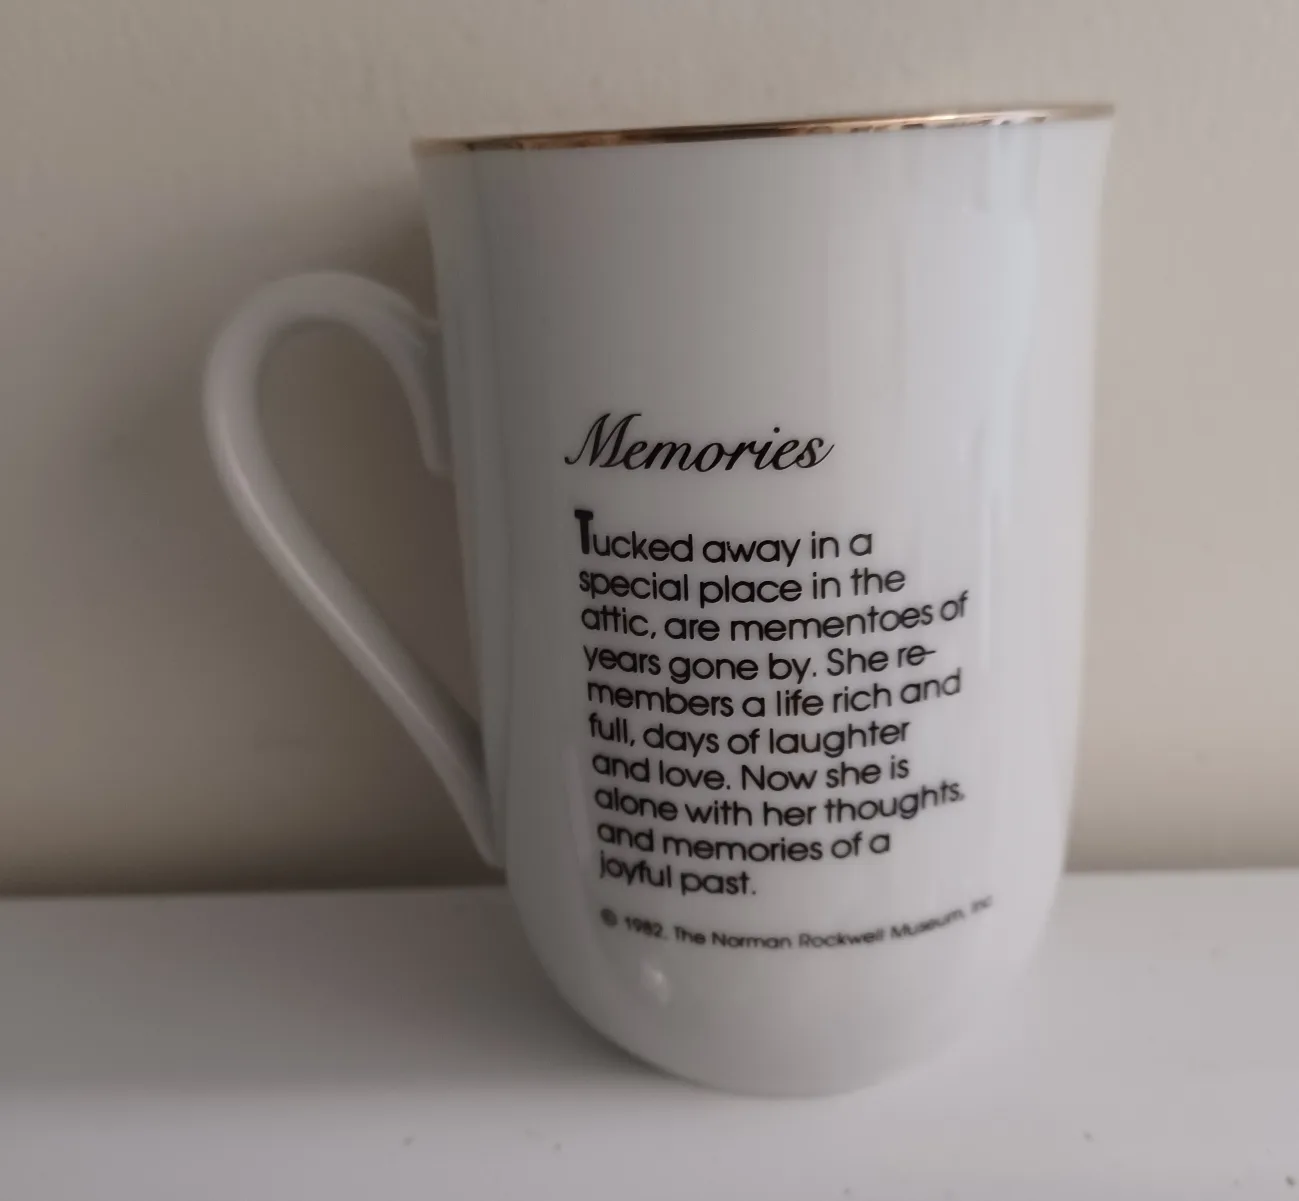 Memories
Tucked away in a
special place in the
attic, are mementoes of
years gone by. She re-
members a life rich and
full, days of laughter
and love. Now she is
alone with her thoughts,
and memories of a
joyful past.
© 1982. The Norman Rockwell Museum, Inc